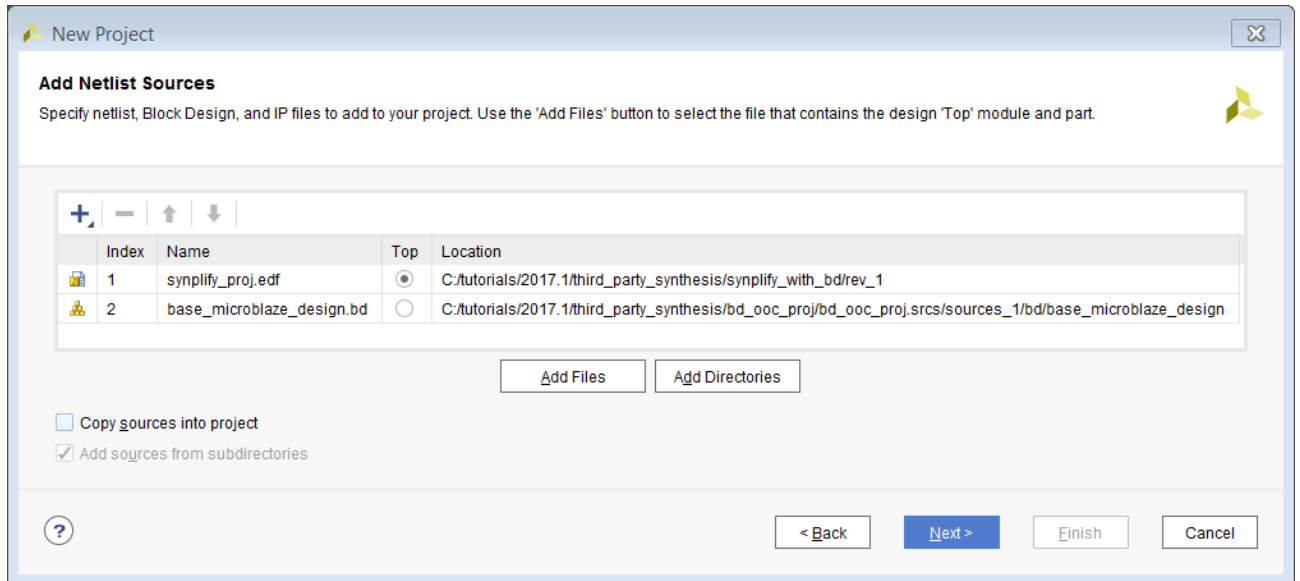 New Project
Add Netlist Sources
Specify netlist, Block Design, and IP files to add to your project. Use the 'Add Files' button to select the file that contains the design 'Top' module and part.
Index Name Top Location
1 synplify_proj.edf C:/tutorials/2017.1/third_party_synthesis/synplify_with_bd/rev_1
2 base_microblaze_design.bd C:/tutorials/2017.1/third_party_synthesis/bd_ooc_proj/bd_ooc_proj.srcs/sources_1/bd/base_microblaze_design
Add Files Add Directories
Copy sources into project
Add sources from subdirectories
? < Back Next > Finish Cancel